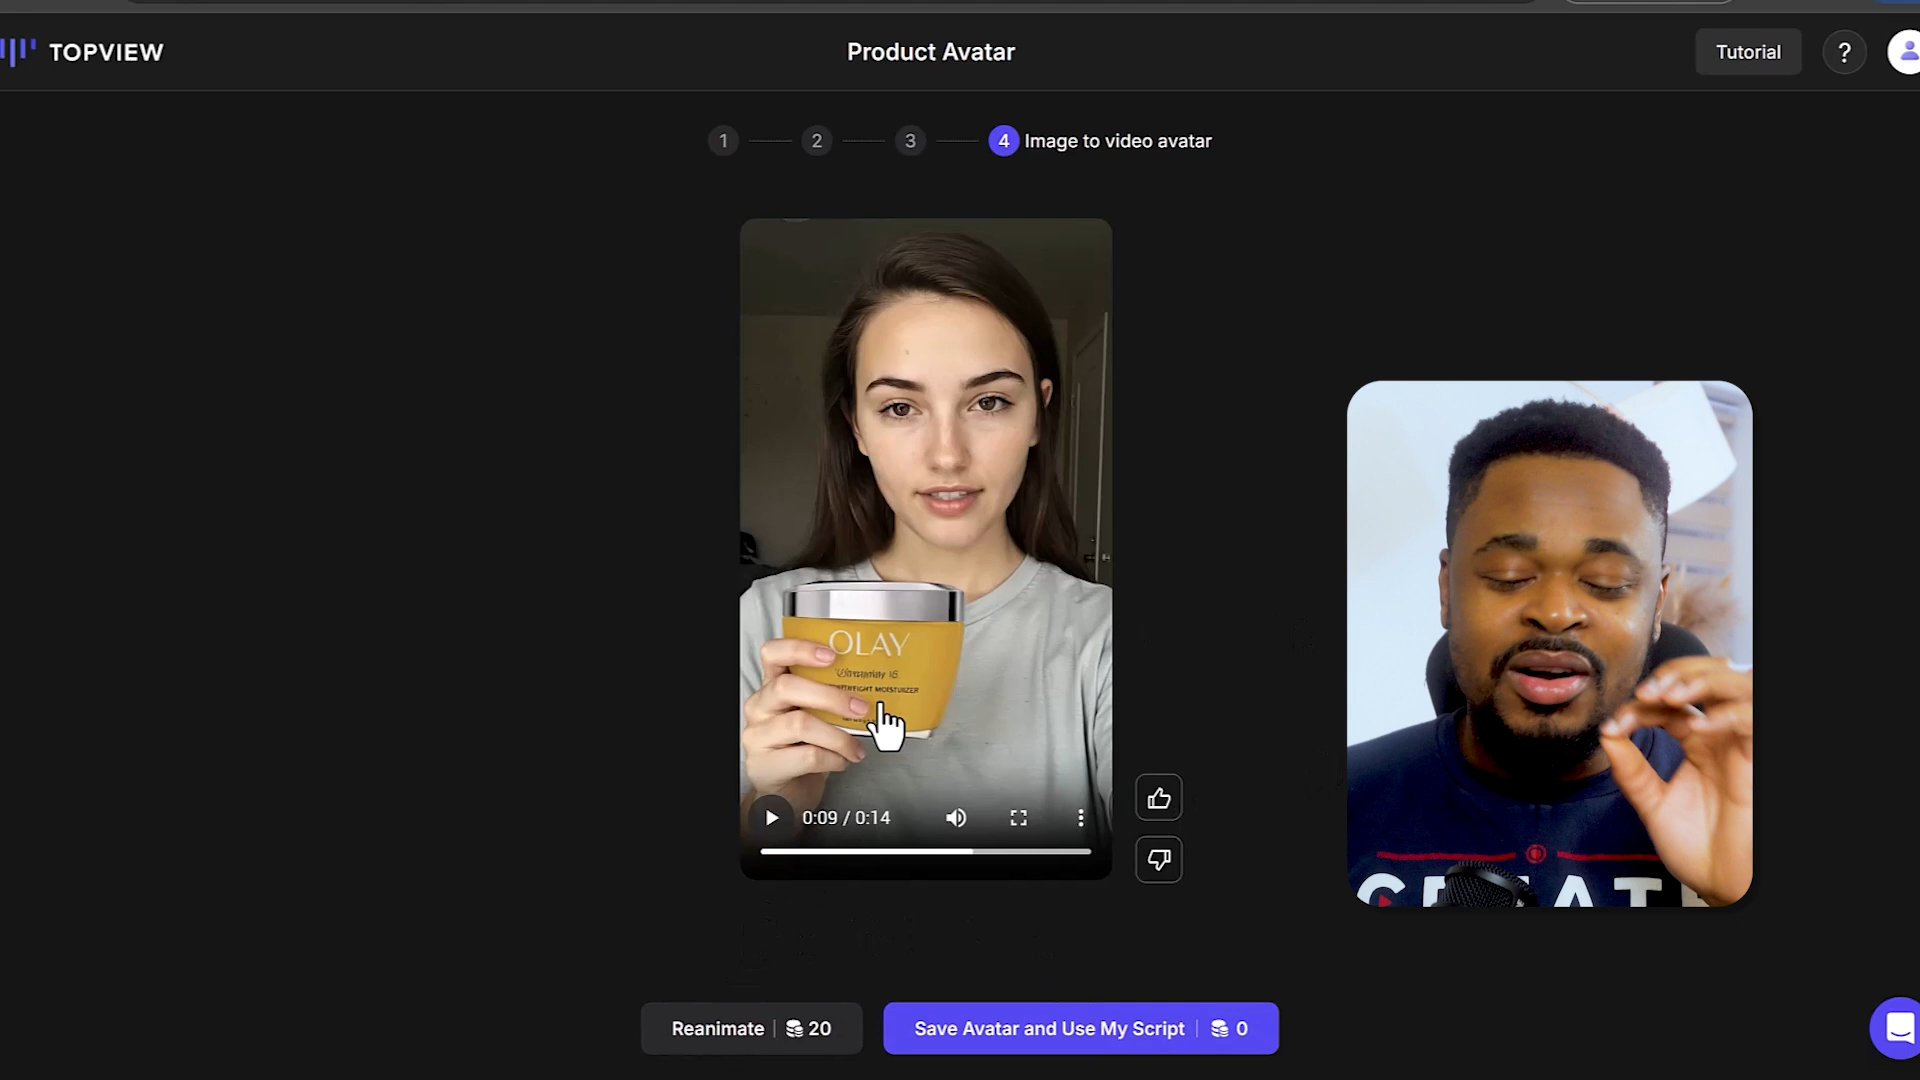 TOPVIEW
Product Avatar
Tutorial
?
1
2
3
4 Image to video avatar
OLAY
MOISTURIZER
0:09 / 0:14
Reanimate | 20
Save Avatar and Use My Script | 0